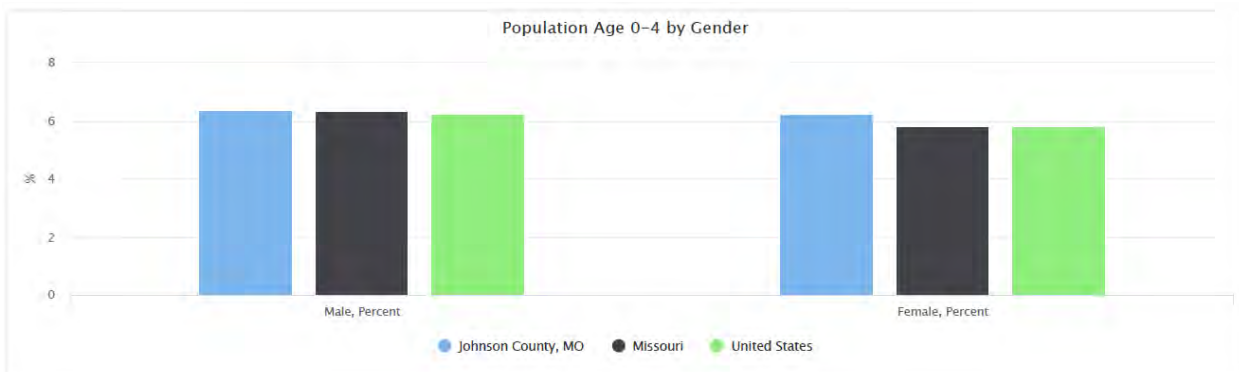 Population Age 0-4 by Gender
8
6
4
2
0
%
Male, Percent
Female, Percent
Johnson County, MO
Missouri
United States